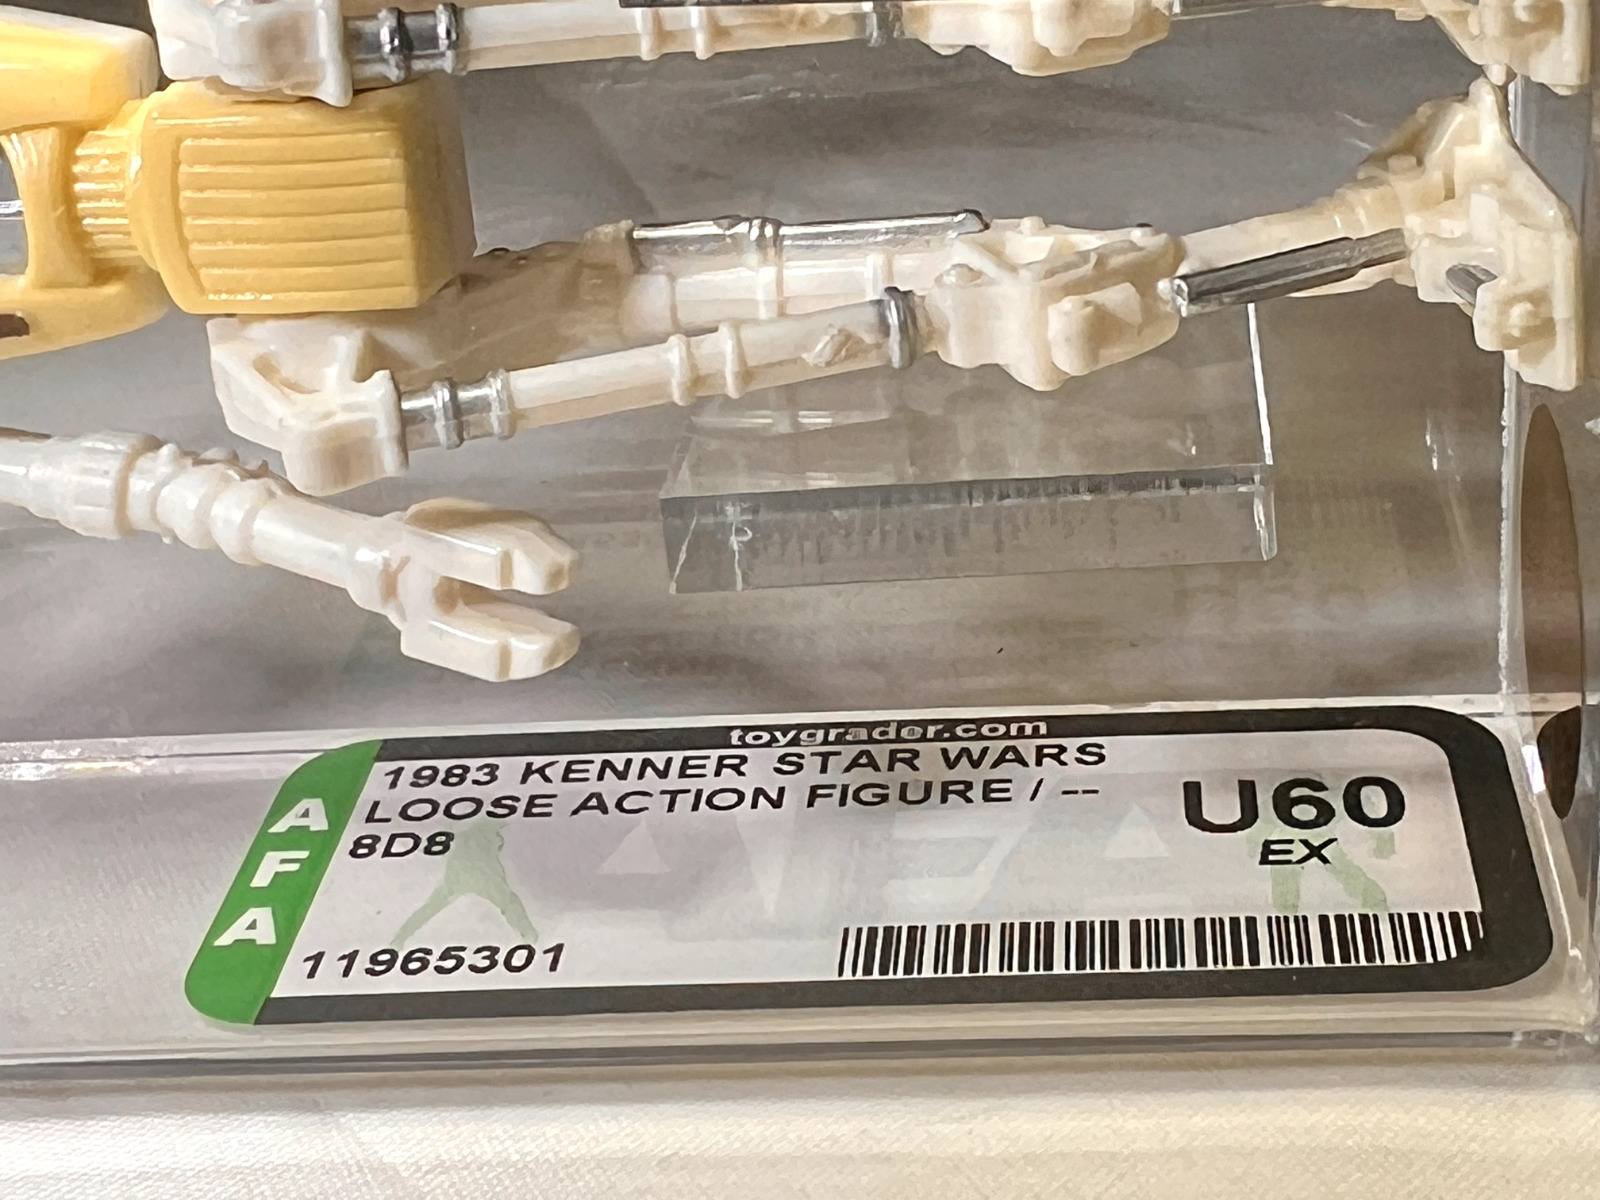 toygrader.com
1983 KENNER STAR WARS
LOOSE ACTION FIGURE / --
8D8
U60
EX
AFA
11965301